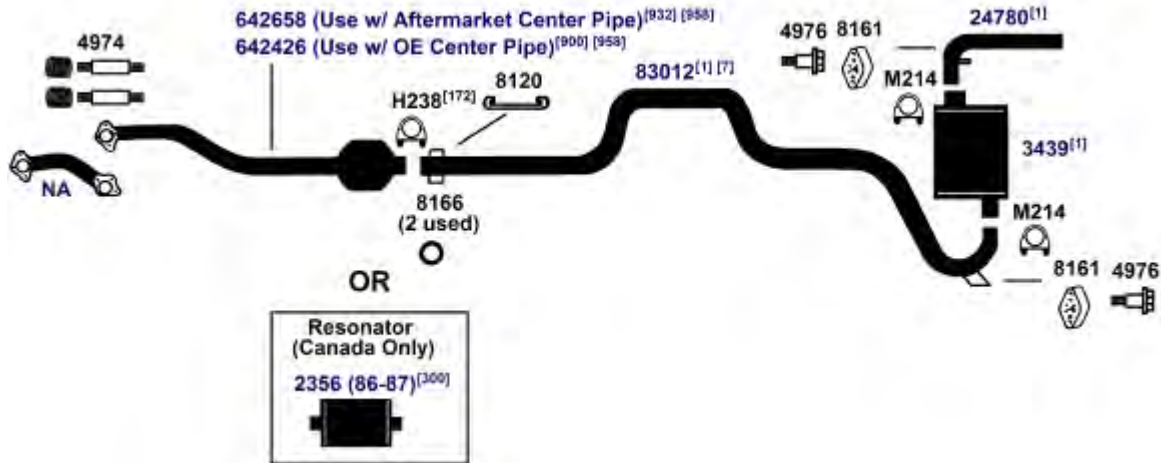 642658 (Use w/ Aftermarket Center Pipe)[932] [958]
642426 (Use w/ OE Center Pipe)[900] [958]
4974
24780[1]
4976 8161
83012[1] [7]
8120
H238[172]
M214
3439[1]
NA
8166
(2 used)
M214
8161 4976
OR
Resonator
(Canada Only)
2356 (86-87)[300]